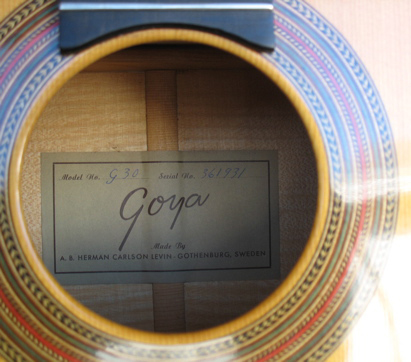 Model No. G.30. Serial No. 361931
Goya
Made By
A. B. HERMAN CARLSON LEVIN - GOTHENBURG, SWEDEN